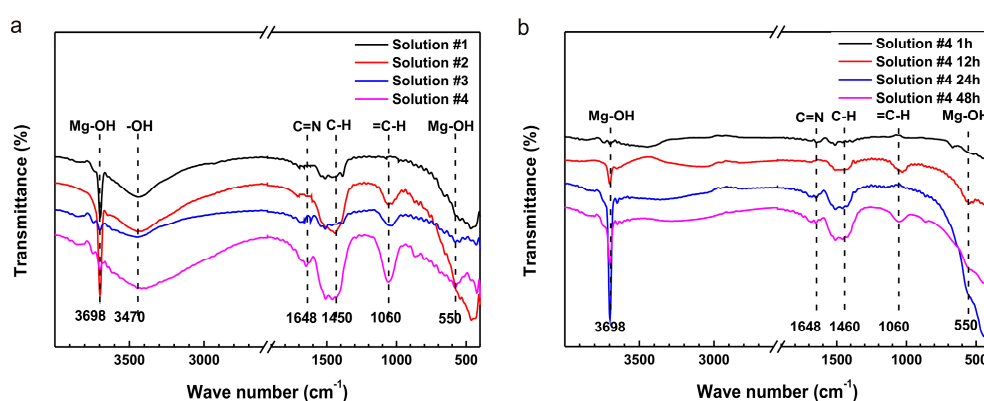 a
Solution #1
Solution #2
Solution #3
Solution #4
Mg-OH
-OH
C=N
C-H
=C-H
Mg-OH
3698
3470
1648
1450
1060
550
Transmittance (%)
4000
3000
1500
1000
500
Wave number (cm⁻¹)
b
Solution #4 1h
Solution #4 12h
Solution #4 24h
Solution #4 48h
Mg-OH
C=N
C-H
=C-H
Mg-OH
3698
1648
1460
1060
550
Transmittance (%)
4000
3000
1500
1000
500
Wave number (cm⁻¹)